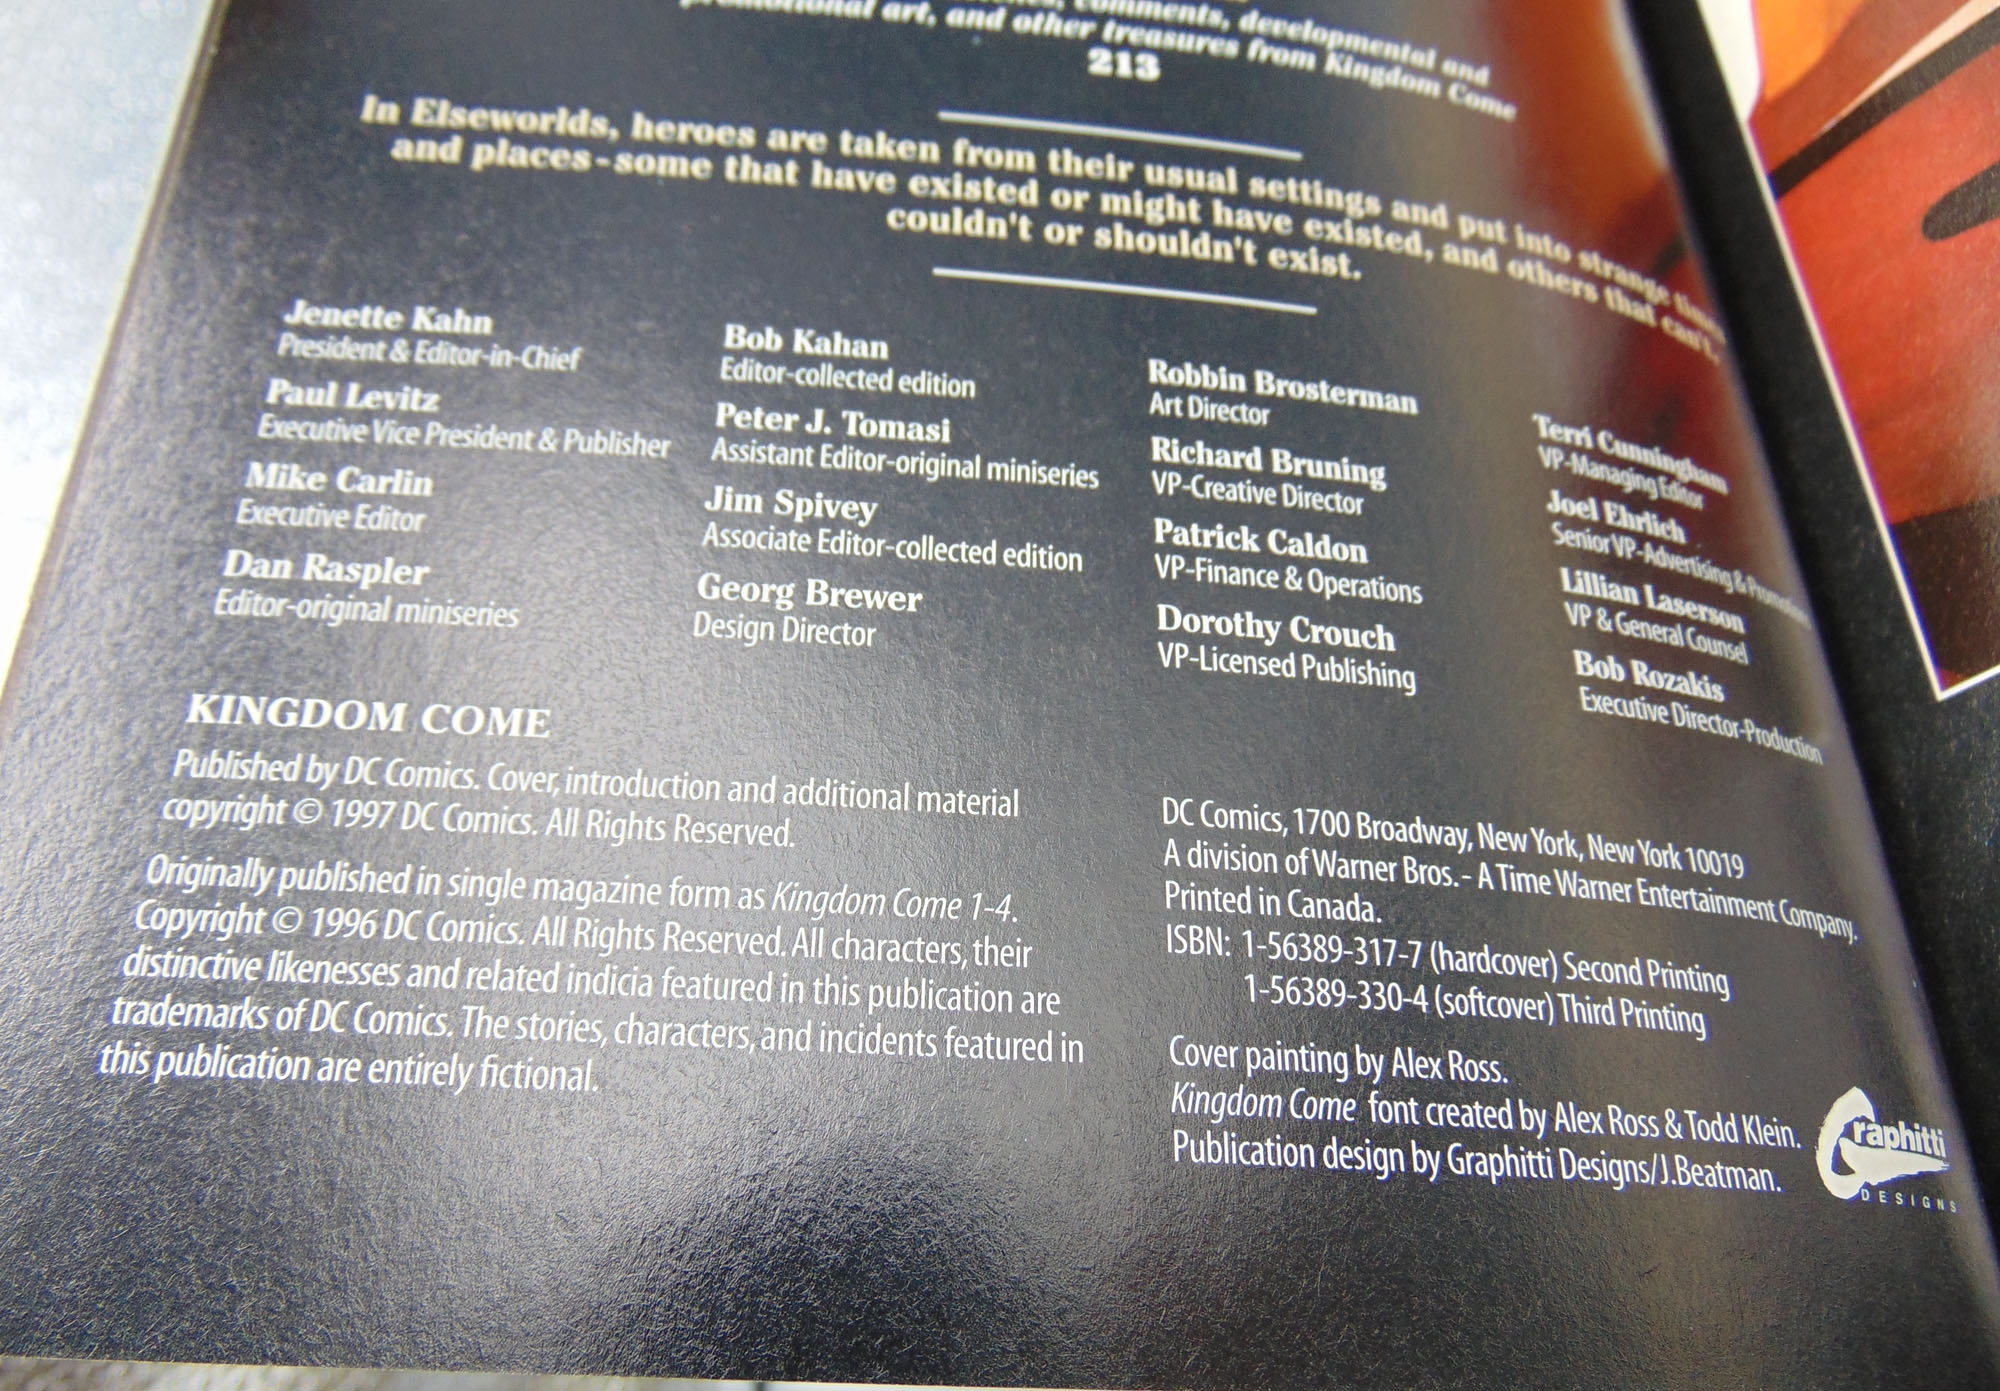 comments, developmental and
promotional art, and other treasures from Kingdom Come
213
In Elseworlds, heroes are taken from their usual settings and put into strange times
and places-some that have existed or might have existed, and others that can't,
couldn't or shouldn't exist.
Jenette Kahn
President & Editor-in-Chief
Paul Levitz
Executive Vice President & Publisher
Mike Carlin
Executive Editor
Dan Raspler
Editor-original miniseries
Bob Kahan
Editor-collected edition
Peter J. Tomasi
Assistant Editor-original miniseries
Jim Spivey
Associate Editor-collected edition
Georg Brewer
Design Director
Robbin Brosterman
Art Director
Richard Bruning
VP-Creative Director
Patrick Caldon
VP-Finance & Operations
Dorothy Crouch
VP-Licensed Publishing
Terri Cunningham
VP-Managing Editor
Joel Ehrlich
Senior VP-Advertising & Promotion
Lillian Laserson
VP & General Counsel
Bob Rozakis
Executive Director-Production
KINGDOM COME
Published by DC Comics. Cover, introduction and additional material
copyright © 1997 DC Comics. All Rights Reserved.
Originally published in single magazine form as Kingdom Come 1-4.
Copyright © 1996 DC Comics. All Rights Reserved. All characters, their
distinctive likenesses and related indicia featured in this publication are
trademarks of DC Comics. The stories, characters, and incidents featured in
this publication are entirely fictional.
DC Comics, 1700 Broadway, New York, New York 10019
A division of Warner Bros. - A Time Warner Entertainment Company.
Printed in Canada.
ISBN: 1-56389-317-7 (hardcover) Second Printing
1-56389-330-4 (softcover) Third Printing
Cover painting by Alex Ross.
Kingdom Come font created by Alex Ross & Todd Klein.
Publication design by Graphitti Designs/J.Beatman.
Graphitti
DESIGNS